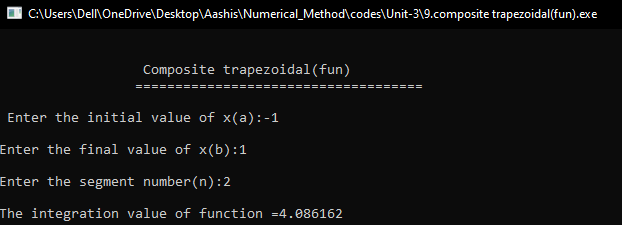 C:\Users\Dell\OneDrive\Desktop\Aashis\Numerical_Method\codes\Unit-3\9.composite trapezoidal(fun).exe
Composite trapezoidal(fun)
====================================
Enter the initial value of x(a):-1
Enter the final value of x(b):1
Enter the segment number(n):2
The integration value of function =4.086162